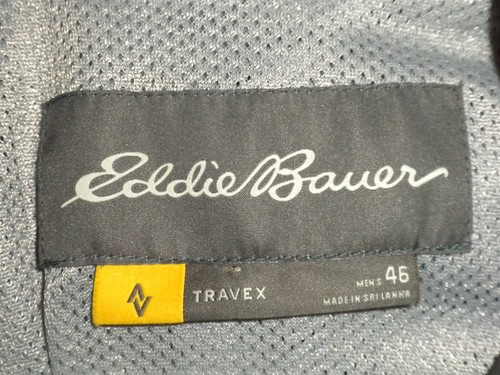 Eddie Bauer
TRAVEX
MEN'S 46
MADE IN SRI LANKA